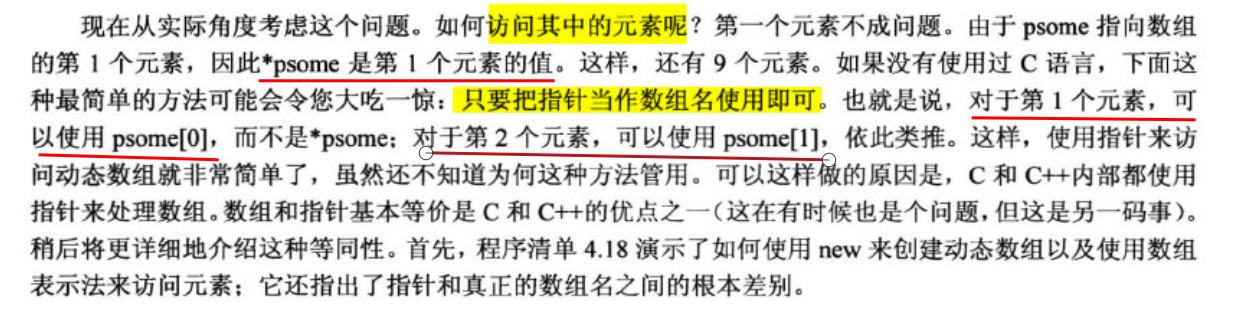 现在从实际角度考虑这个问题。如何访问其中的元素呢？第一个元素不成问题。由于 psome 指向数组
的第 1 个元素，因此*psome 是第 1 个元素的值。这样，还有 9 个元素。如果没有使用过 C 语言，下面这
种最简单的方法可能会令您大吃一惊：只要把指针当作数组名使用即可。也就是说，对于第 1 个元素，可
以使用 psome[0]，而不是*psome；对于第 2 个元素，可以使用 psome[1]，依此类推。这样，使用指针来访
问动态数组就非常简单了，虽然还不知道为何这种方法管用。可以这样做的原因是，C 和 C++内部都使用
指针来处理数组。数组和指针基本等价是 C 和 C++的优点之一（这在有时候也是个问题，但这是另一码事）。
稍后将更详细地介绍这种等同性。首先，程序清单 4.18 演示了如何使用 new 来创建动态数组以及使用数组
表示法来访问元素；它还指出了指针和真正的数组名之间的根本差别。